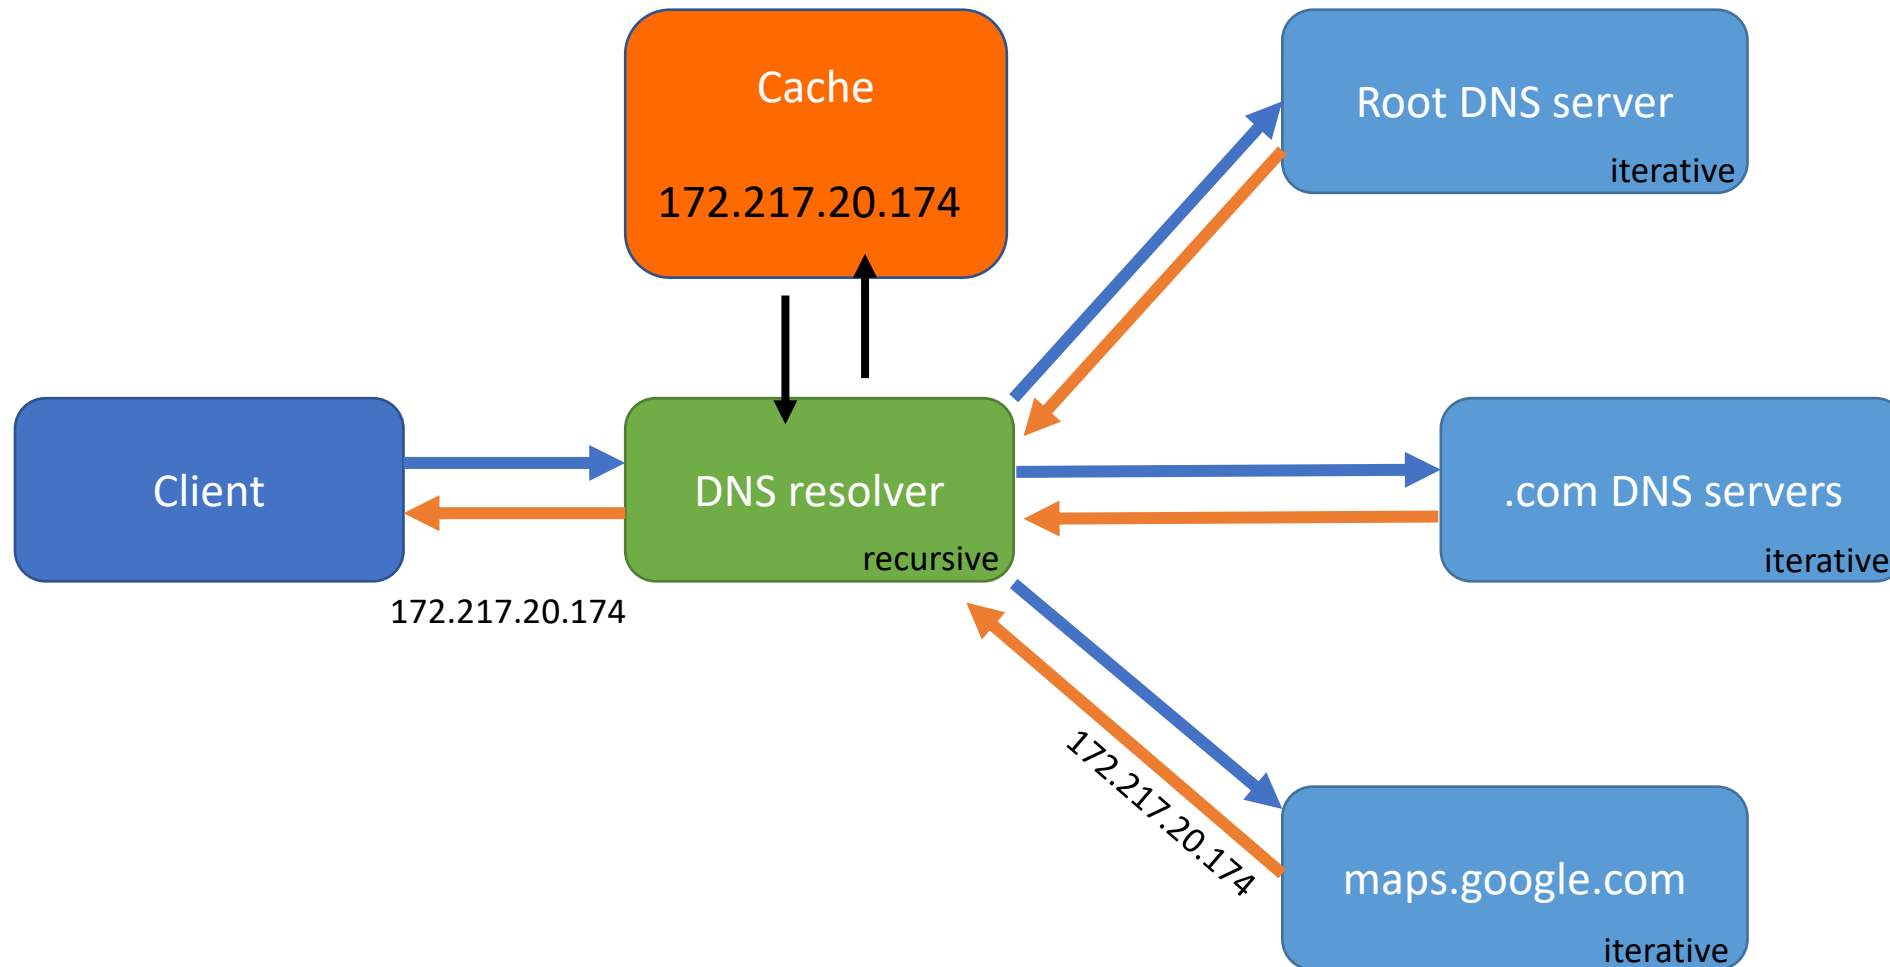 Cache
172.217.20.174
Root DNS server
iterative
Client
DNS resolver
recursive
.com DNS servers
iterative
172.217.20.174
172.217.20.174
maps.google.com
iterative